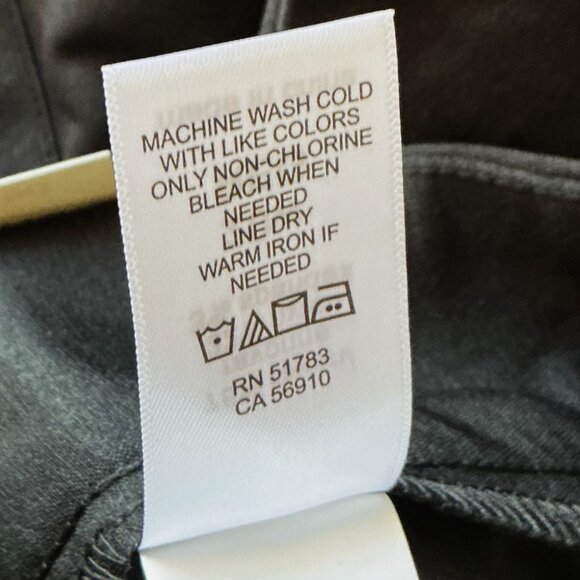 MACHINE WASH COLD
WITH LIKE COLORS
ONLY NON-CHLORINE
BLEACH WHEN
NEEDED
LINE DRY
WARM IRON IF
NEEDED
RN 51783
CA 56910